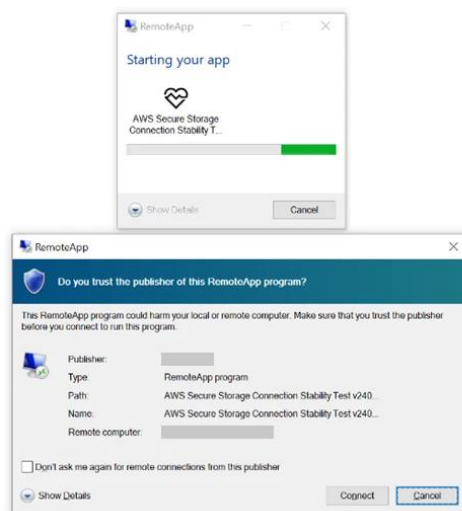 RemoteApp
Starting your app
AWS Secure Storage
Connection Stability T...
Show Details
Cancel
RemoteApp
Do you trust the publisher of this RemoteApp program?
This RemoteApp program could harm your local or remote computer. Make sure that you trust the publisher
before you connect to run this program.
Publisher:
Type: RemoteApp program
Path: AWS Secure Storage Connection Stability Test v240...
Name: AWS Secure Storage Connection Stability Test v240...
Remote computer:
Don't ask me again for remote connections from this publisher
Show Details
Connect
Cancel